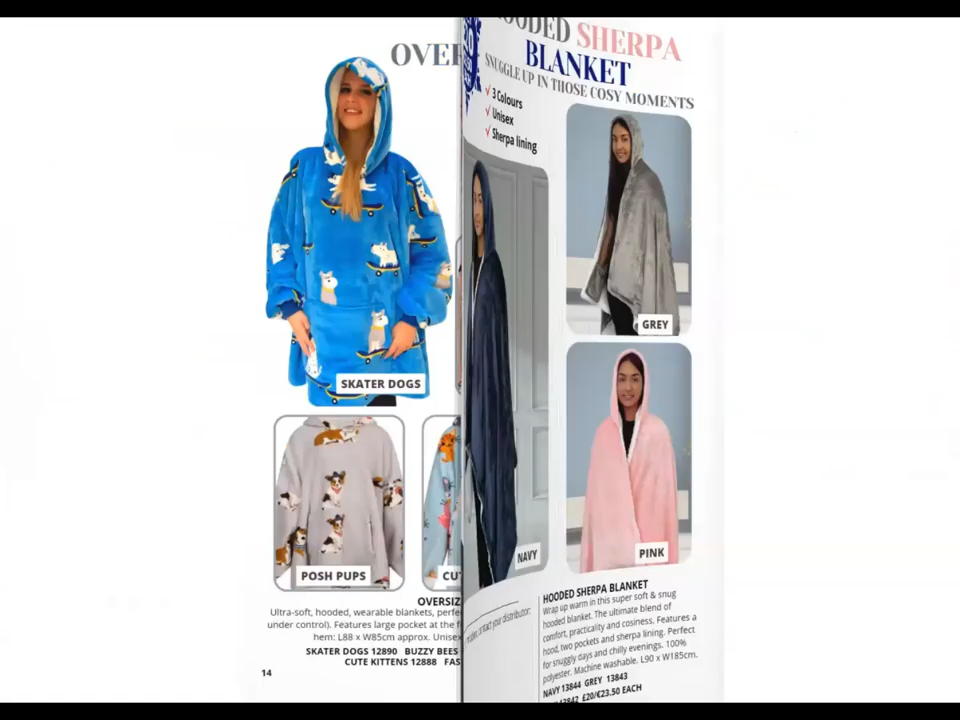 SKATER DOGS
POSH PUPS
Ultra-soft, hooded, wearable blankets,
under control). Features large pocket at the
hem: L88 x W85cm approx.
SKATER DOGS 12890 BUZZY BEES
CUTE KITTENS 12888
14
HOODED SHERPA
BLANKET
SNUGGLE UP IN THOSE COSY MOMENTS
✓ 3 Colours
✓ Unisex
✓ Sherpa lining
GREY
NAVY
PINK
contact your distributor:
HOODED SHERPA BLANKET
Wrap up warm in this super soft & snug
hooded blanket. The ultimate blend of
comfort, practicality and cosiness. Features a
hood, two pockets and sherpa lining. Perfect
for snuggly days and chilly evenings. 100%
polyester. Machine washable. L90 x W185cm.
NAVY 13844 GREY 13843
£20/€23.50 EACH